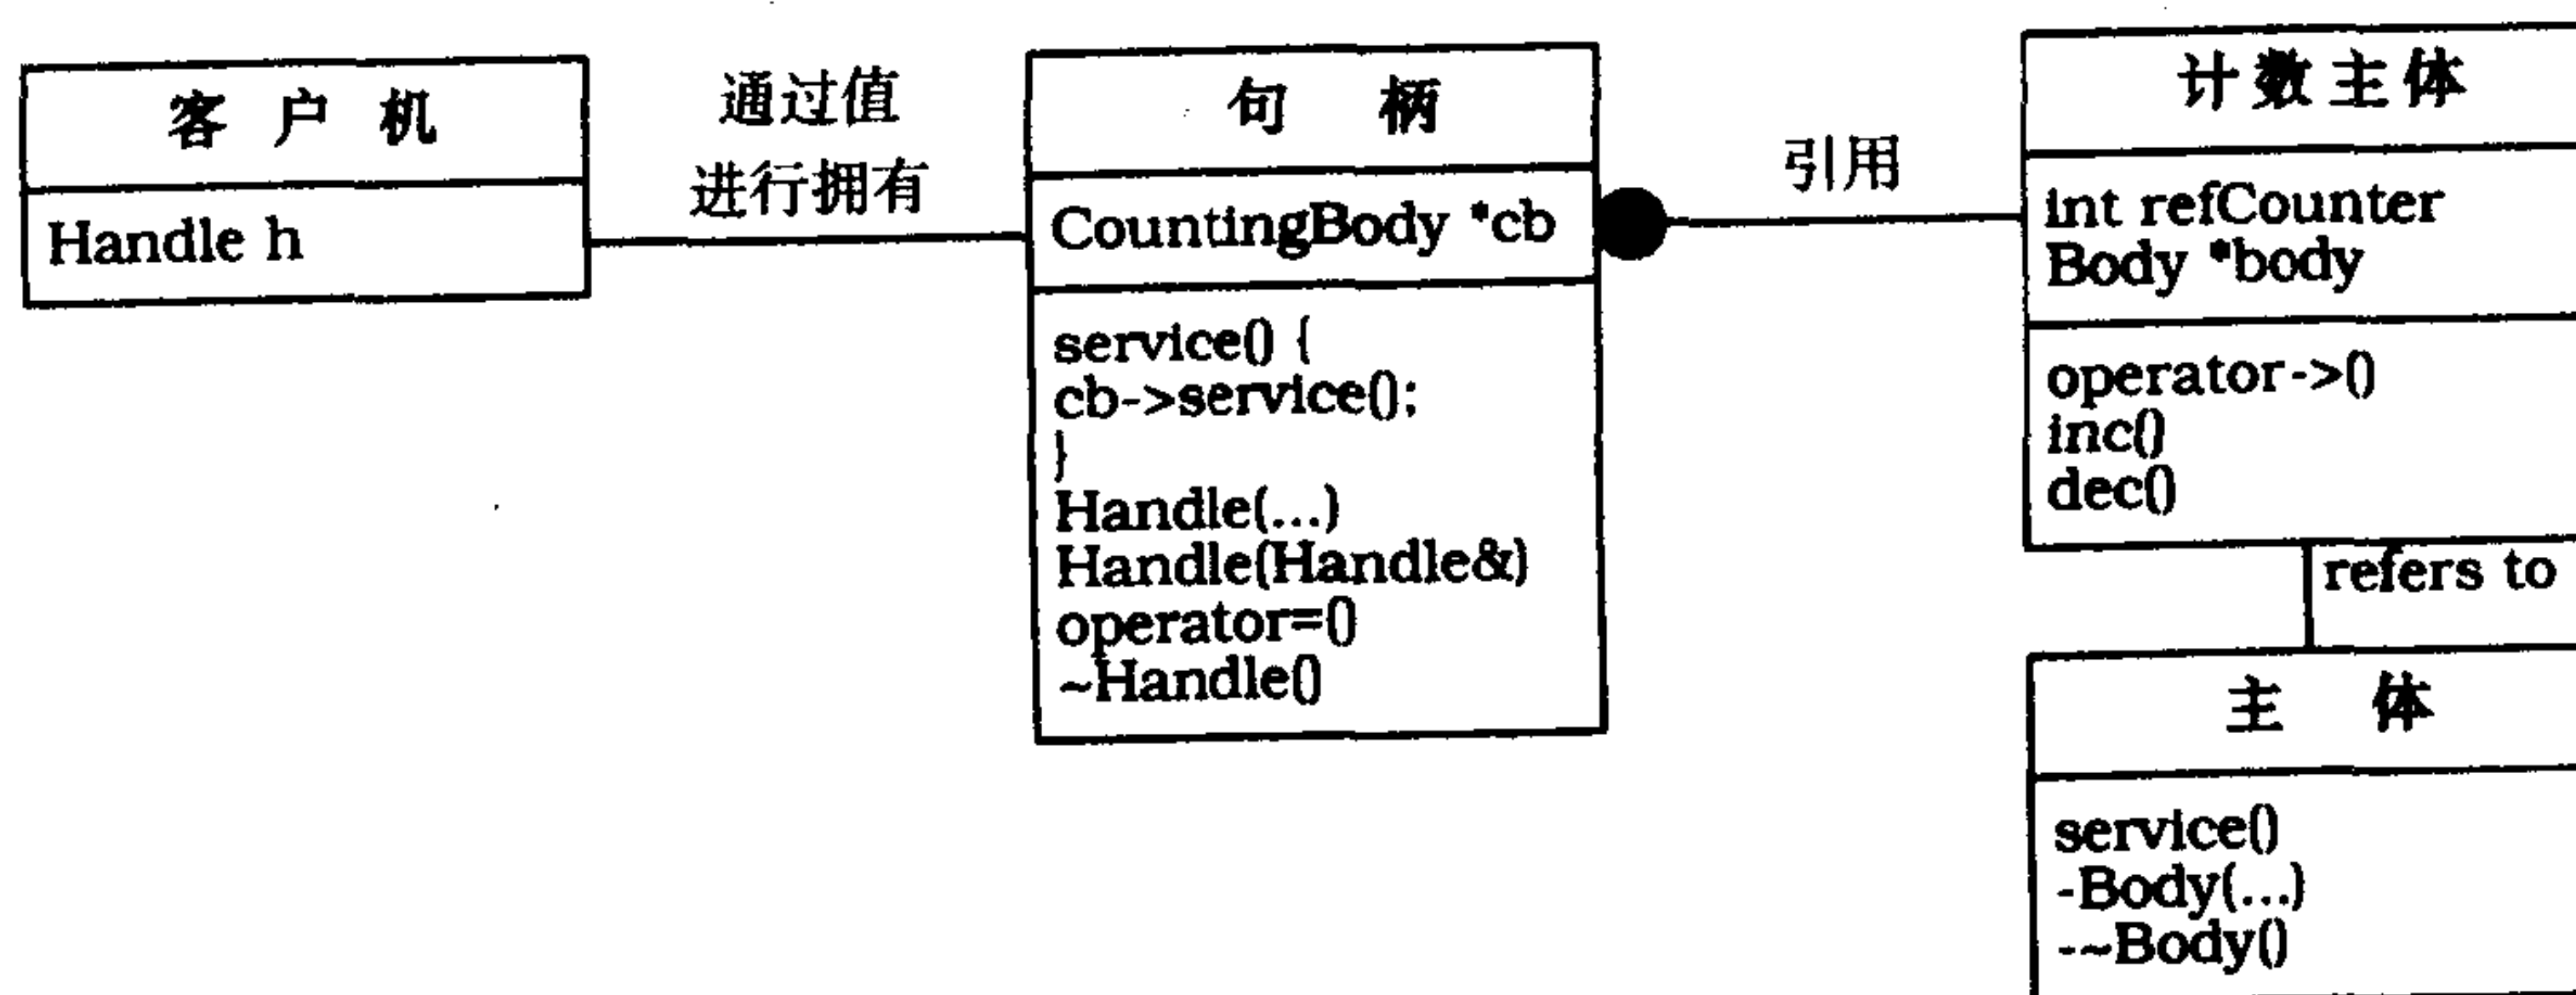 客户机
Handle h
通过值
进行拥有
句柄
CountingBody *cb
service() {
cb->service();
}
Handle(...)
Handle(Handle&)
operator=()
~Handle()
引用
计数主体
int refCounter
Body *body
operator->()
inc()
dec()
refers to
主体
service()
-Body(...)
-~Body()